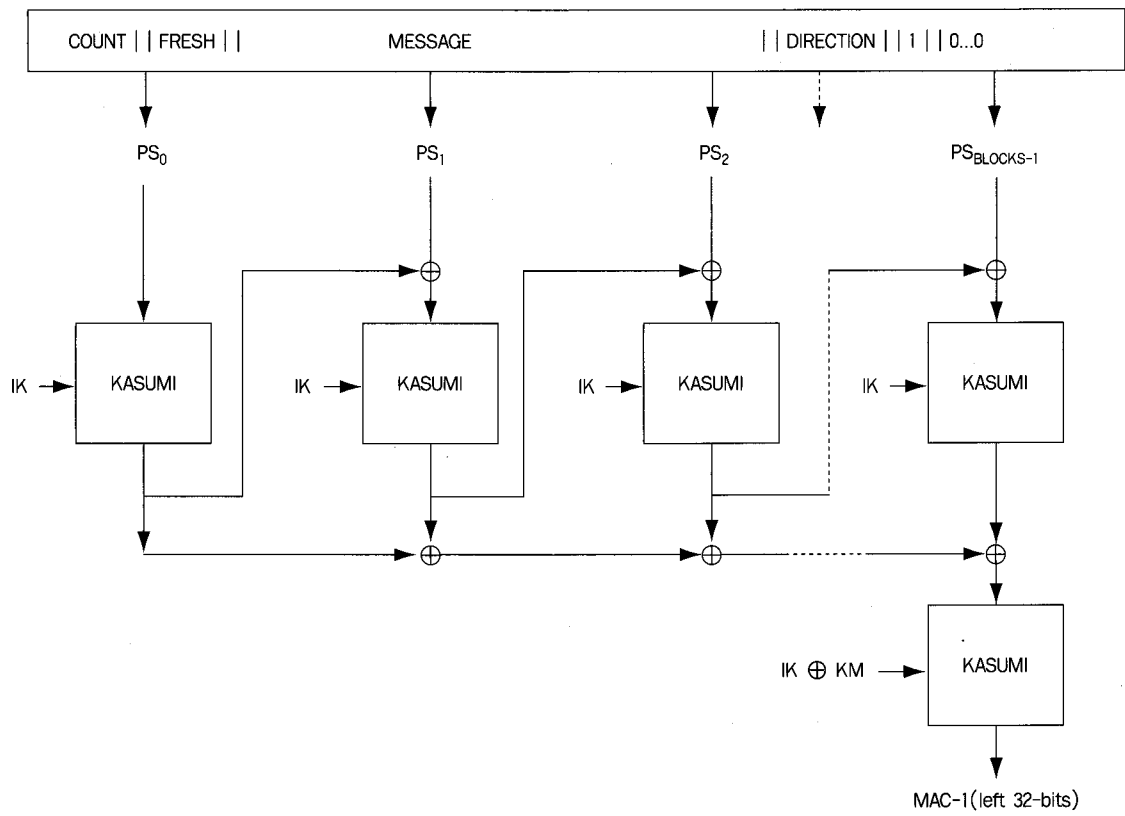 COUNT || FRESH || MESSAGE || DIRECTION || 1 || 0...0
PS0 PS1 PS2 PSBLOCKS-1
IK KASUMI IK KASUMI IK KASUMI IK KASUMI
IK ⊕ KM KASUMI
MAC-1(left 32-bits)